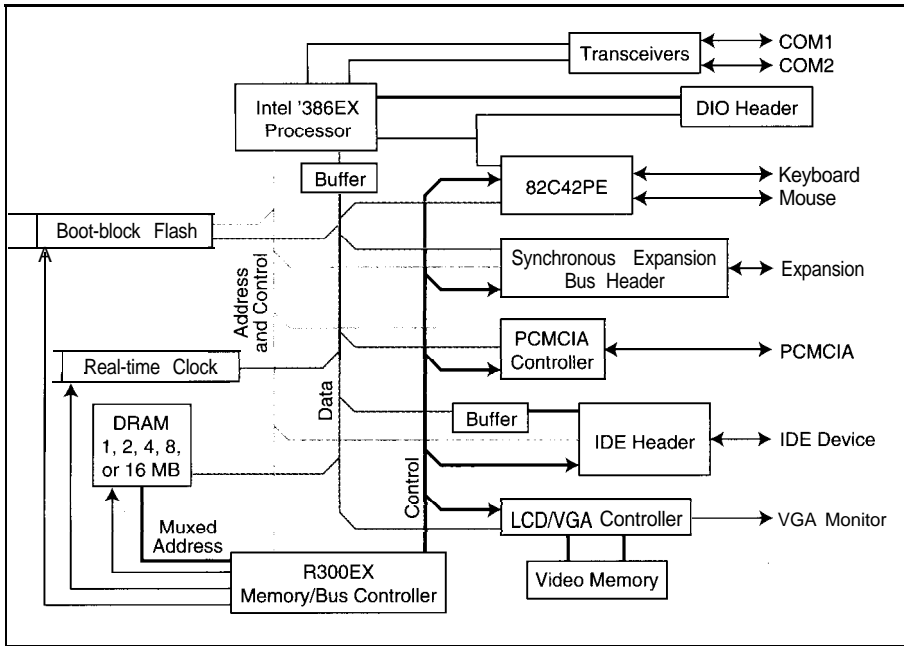 Transceivers
COM1
COM2
Intel '386EX
Processor
DIO Header
Buffer
82C42PE
Keyboard
Mouse
Boot-block Flash
Synchronous Expansion
Bus Header
Expansion
Address
and Control
PCMCIA
Controller
PCMCIA
Real-time Clock
Data
Buffer
IDE Header
IDE Device
DRAM
1, 2, 4, 8,
or 16 MB
Control
LCD/VGA Controller
VGA Monitor
Muxed
Address
R300EX
Memory/Bus Controller
Video Memory